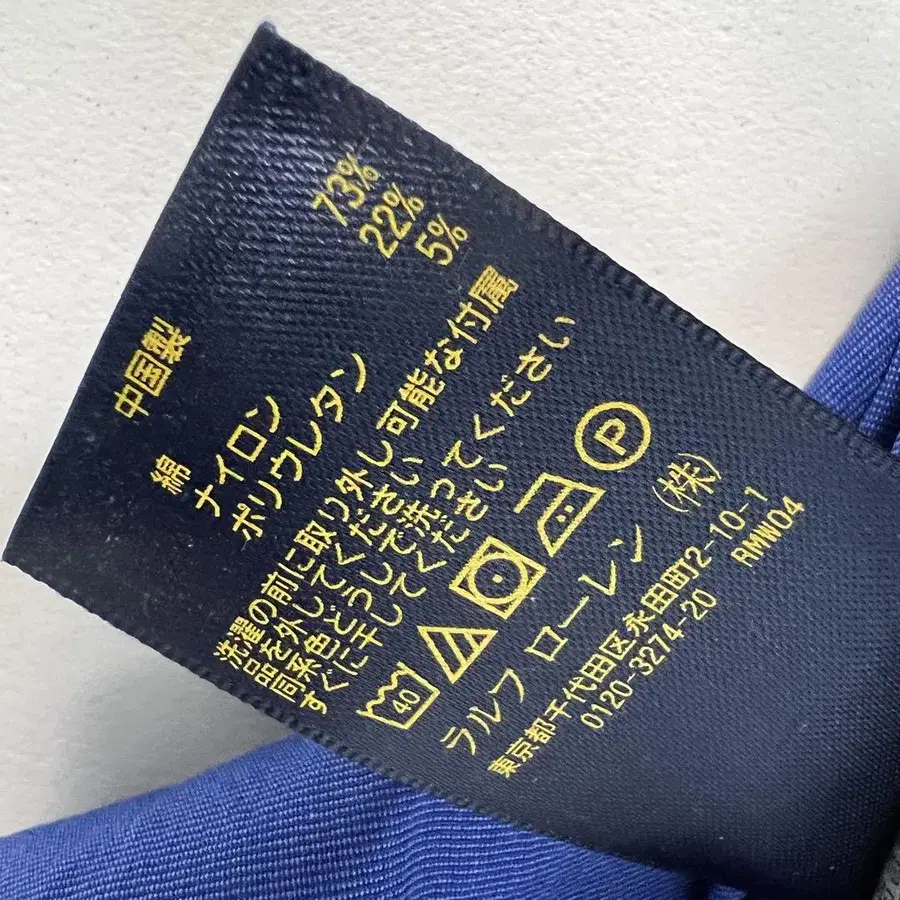 中国製
綿 73%
ナイロン 22%
ポリウレタン 5%
洗濯の前に取り外し可能な付属
品を外してください
同色どうしで洗ってください
すぐに干してください
40
P
ラルフ ローレン (株)
東京都千代田区永田町2-10-1
0120-3274-20
RMW04